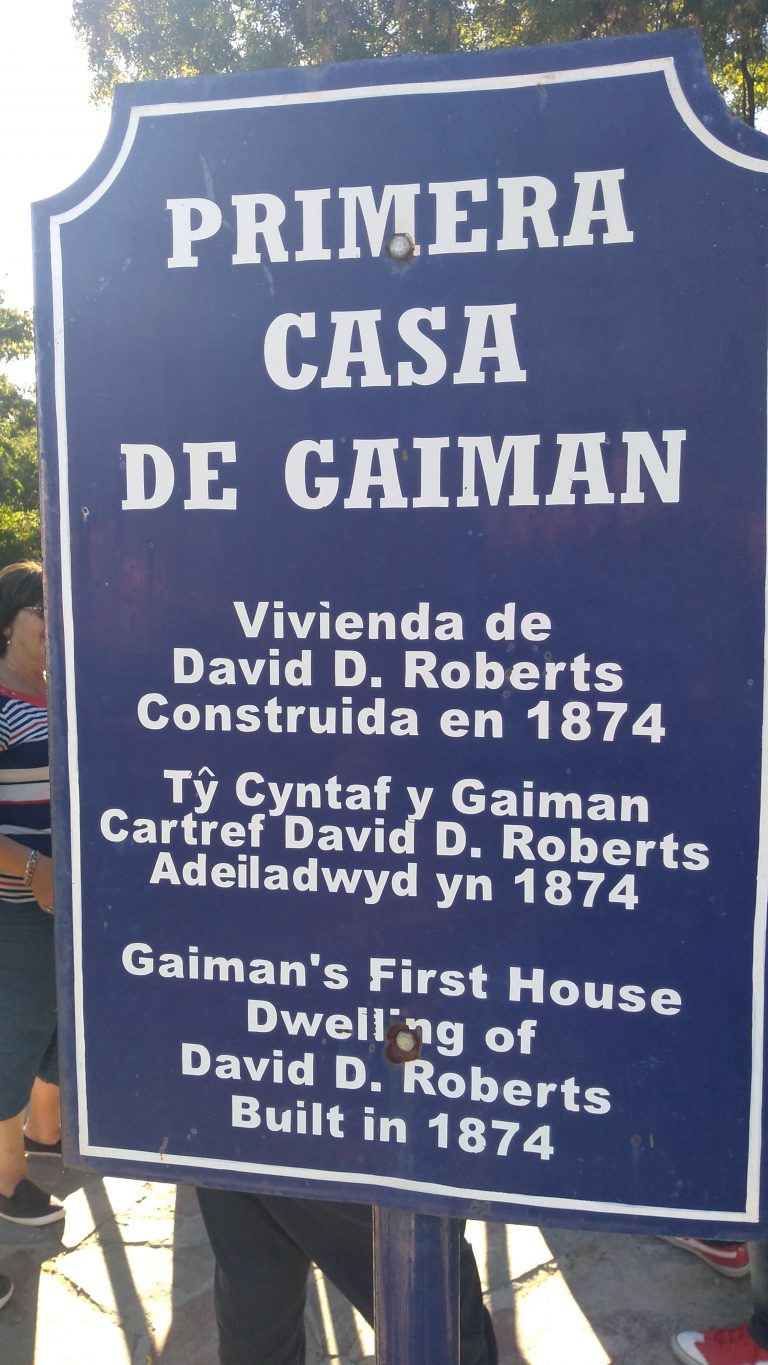 PRIMERA
CASA
DE GAIMAN
Vivienda de
David D. Roberts
Construida en 1874
Tŷ Cyntaf y Gaiman
Cartref David D. Roberts
Adeiladwyd yn 1874
Gaiman's First House
Dwelling of
David D. Roberts
Built in 1874